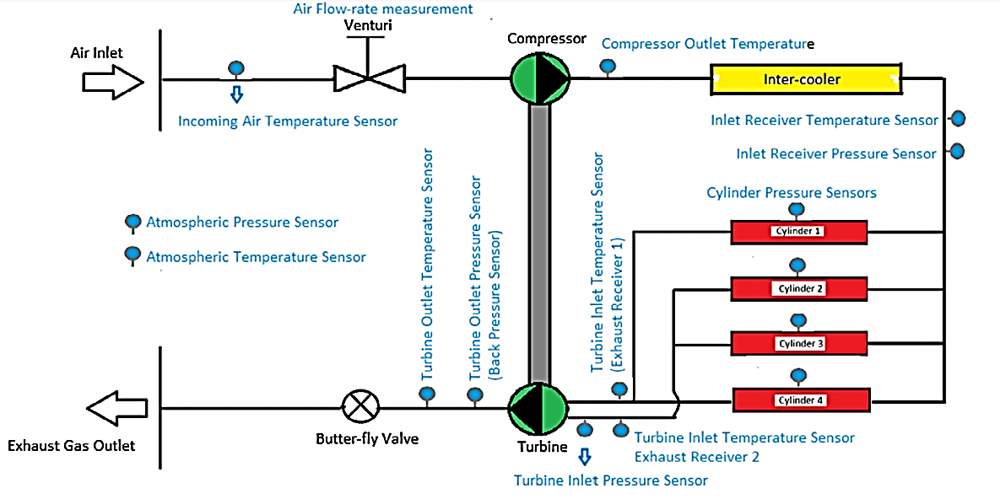 Air Flow-rate measurement
Venturi
Compressor
Compressor Outlet Temperature
Air Inlet
Inter-cooler
Incoming Air Temperature Sensor
Inlet Receiver Temperature Sensor
Inlet Receiver Pressure Sensor
Cylinder Pressure Sensors
Atmospheric Pressure Sensor
Atmospheric Temperature Sensor
Turbine Outlet Temperature Sensor
Turbine Outlet Pressure Sensor
(Back Pressure Sensor)
Turbine Inlet Temperature Sensor
(Exhaust Receiver 1)
Cylinder 1
Cylinder 2
Cylinder 3
Cylinder 4
Exhaust Gas Outlet
Butter-fly Valve
Turbine
Turbine Inlet Temperature Sensor
Exhaust Receiver 2
Turbine Inlet Pressure Sensor